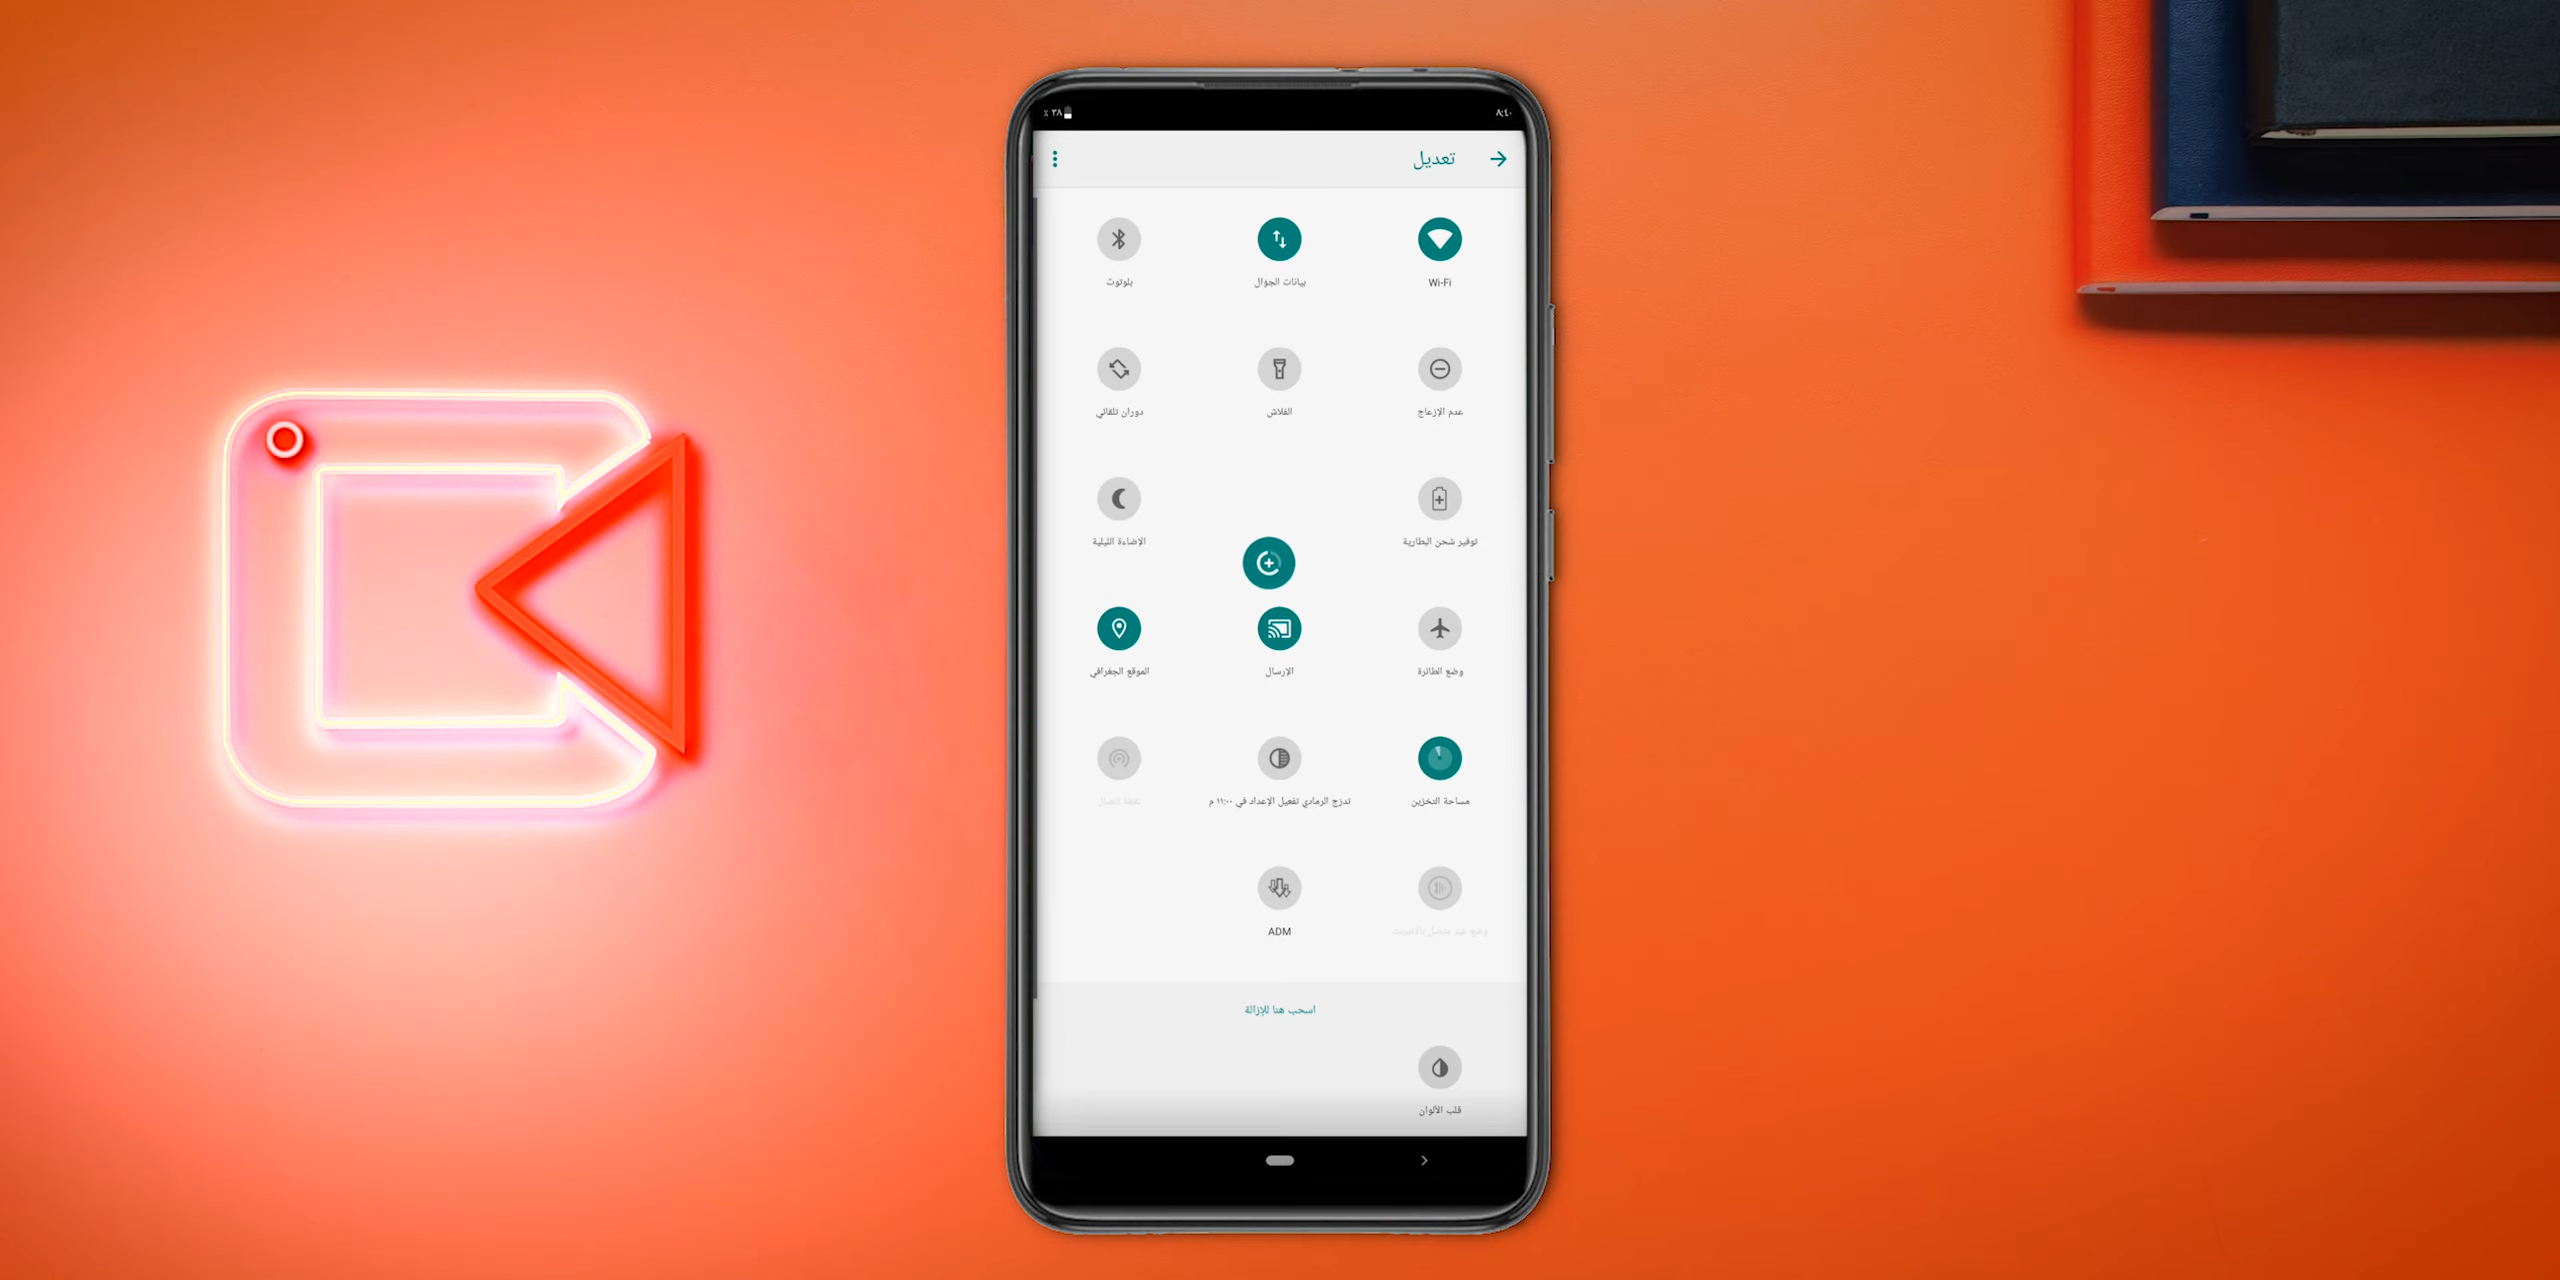 ٨:٤٠
٣٨ ٪
تعديل
Wi-Fi
بيانات الجوّال
بلوتوث
عدم الإزعاج
الفلاش
دوران تلقائي
توفير شحن البطارية
الإضاءة الليلية
وضع الطائرة
الإرسال
الموقع الجغرافي
مساحة التخزين
تدرج الرمادي تفعيل الإعداد في ١١:٠٠ م
نقطة اتصال
وضع غير متصل بالإنترنت
ADM
اسحب هنا للإزالة
قلب الألوان